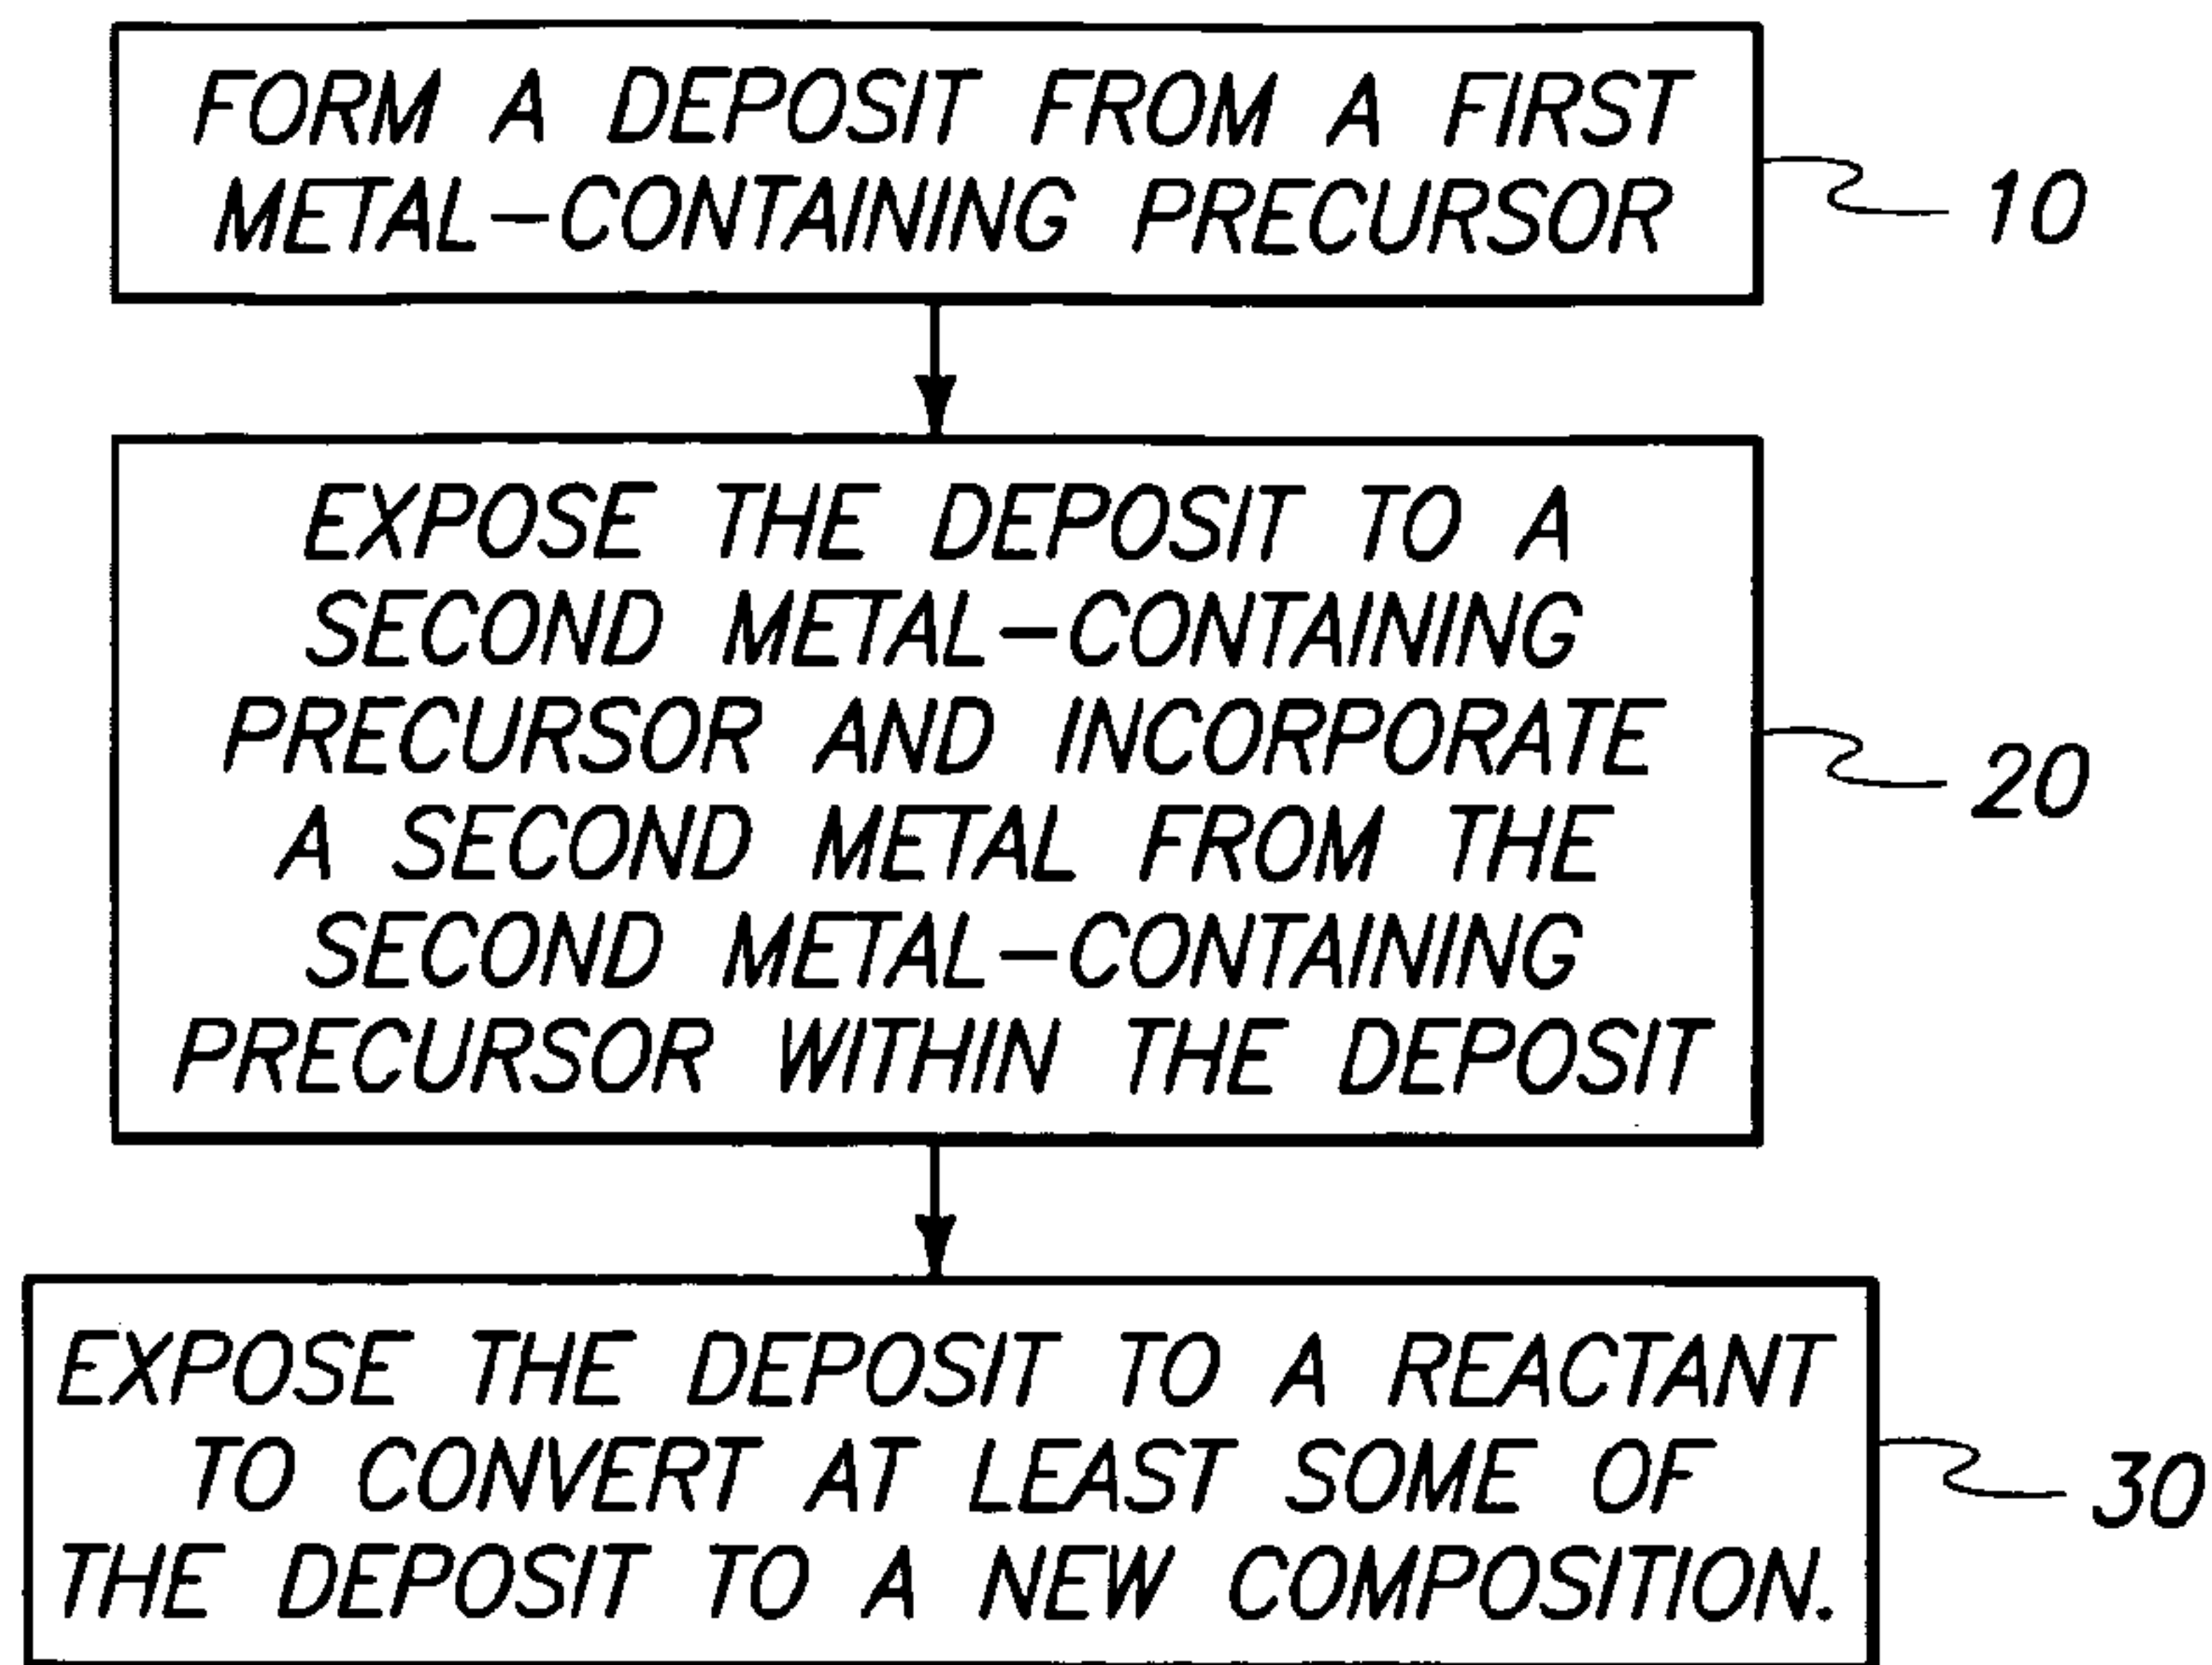 FORM A DEPOSIT FROM A FIRST
METAL-CONTAINING PRECURSOR
10
EXPOSE THE DEPOSIT TO A
SECOND METAL-CONTAINING
PRECURSOR AND INCORPORATE
A SECOND METAL FROM THE
SECOND METAL-CONTAINING
PRECURSOR WITHIN THE DEPOSIT
20
EXPOSE THE DEPOSIT TO A REACTANT
TO CONVERT AT LEAST SOME OF
THE DEPOSIT TO A NEW COMPOSITION.
30